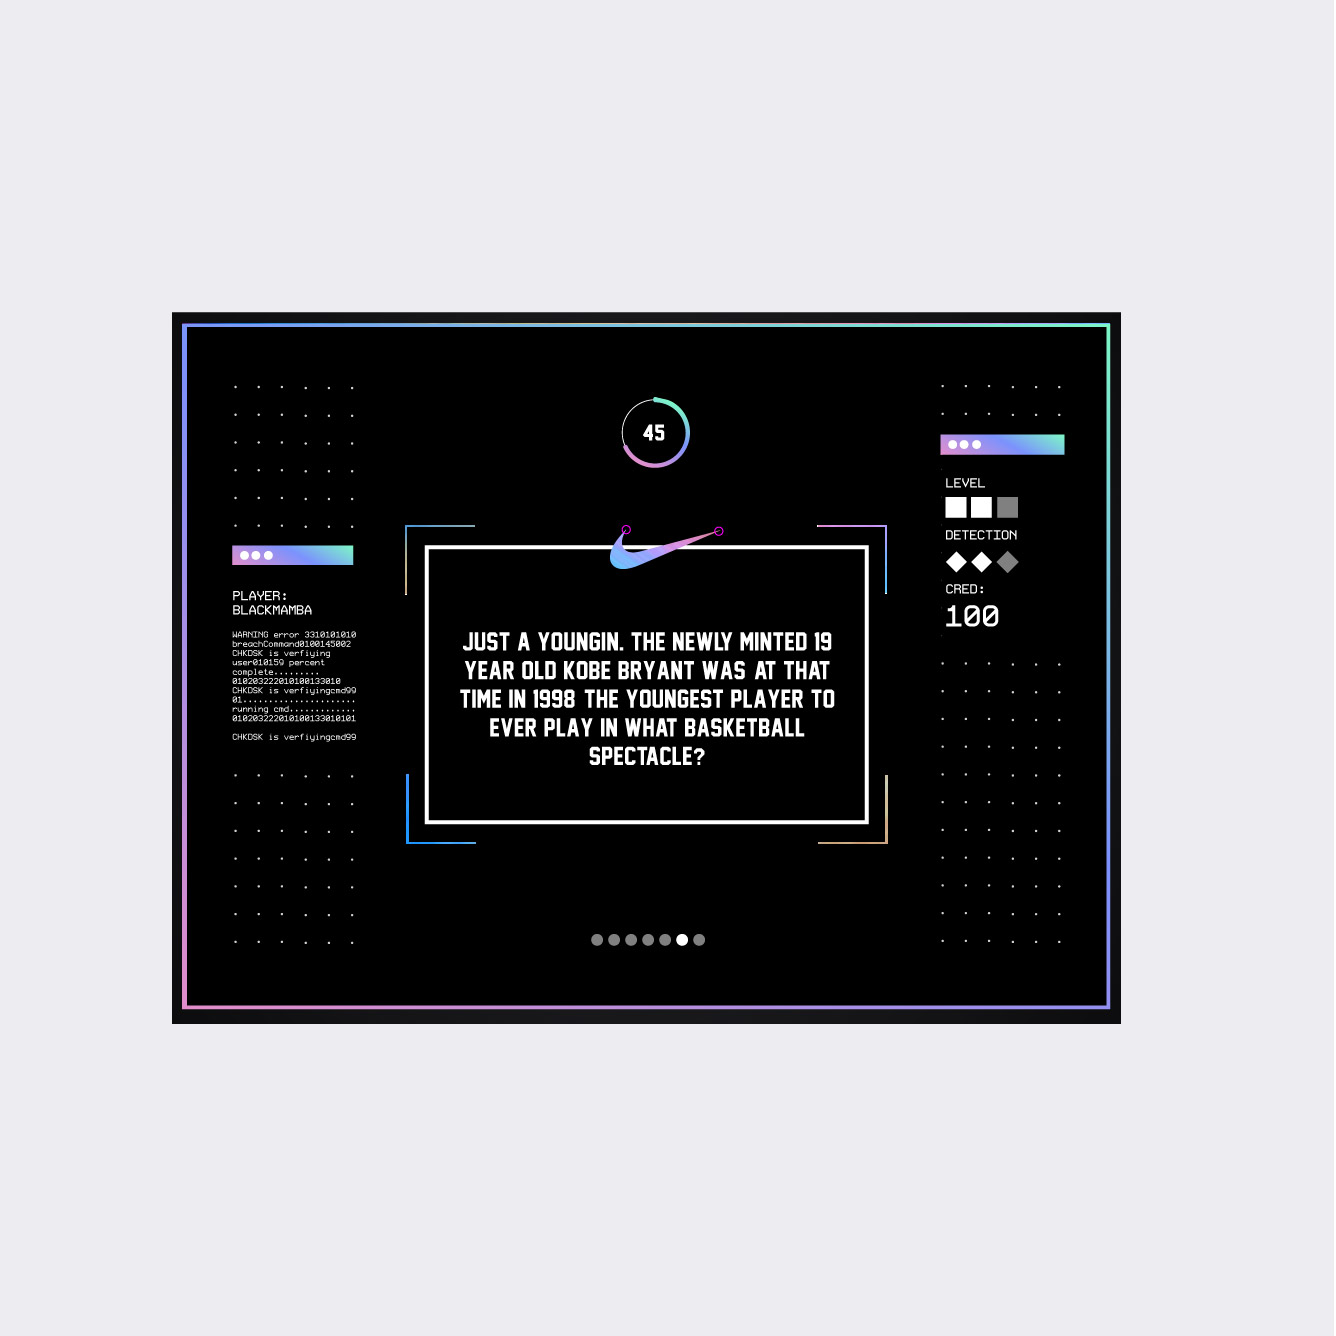 45
PLAYER:
BLACKMAMBA
WARNING error 3310101010
breachCommand0100145002
CHKDSK is verfiying
user010159 percent
complete.........
010203222010100133010
CHKDSK is verfiyingcmd99
01......................
running cmd.............
010203222010100133010101
CHKDSK is verfiyingcmd99
JUST A YOUNGIN. THE NEWLY MINTED 19
YEAR OLD KOBE BRYANT WAS AT THAT
TIME IN 1998 THE YOUNGEST PLAYER TO
EVER PLAY IN WHAT BASKETBALL
SPECTACLE?
LEVEL
DETECTION
CRED:
100